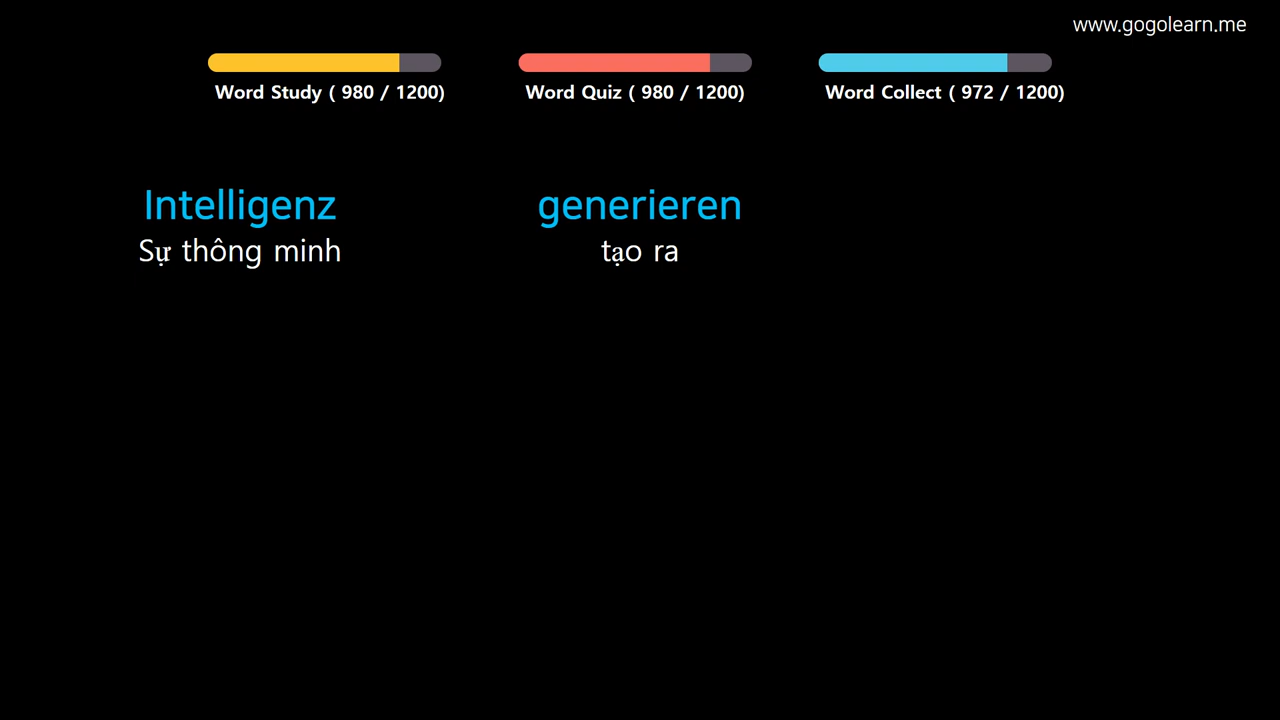 www.gogolearn.me
Word Study ( 980 / 1200)
Word Quiz ( 980 / 1200)
Word Collect ( 972 / 1200)
Intelligenz
Sự thông minh
generieren
tạo ra